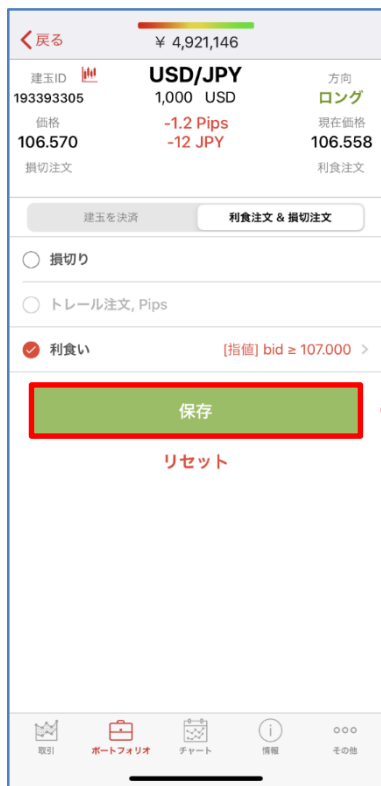 戻る
¥ 4,921,146
建玉ID USD/JPY 方向
193393305 1,000 USD ロング
価格 -1.2 Pips 現在価格
106.570 -12 JPY 106.558
損切注文 利食注文
建玉を決済 利食注文 & 損切注文
損切り
トレール注文, Pips
利食い [指値] bid ≥ 107.000
保存
リセット
取引 ポートフォリオ チャート 情報 その他